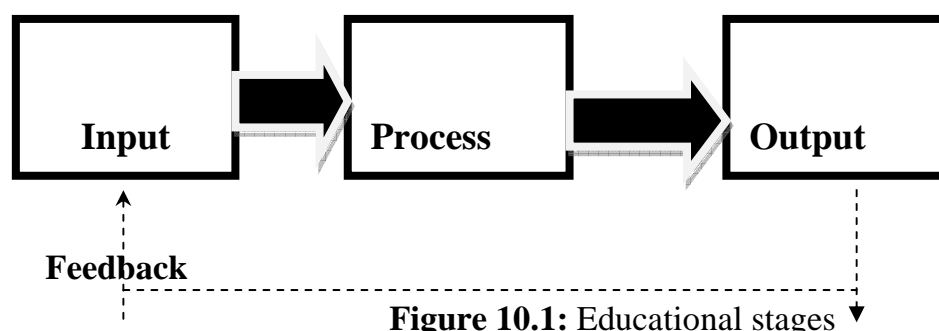 Input Process Output
Feedback
Figure 10.1: Educational stages